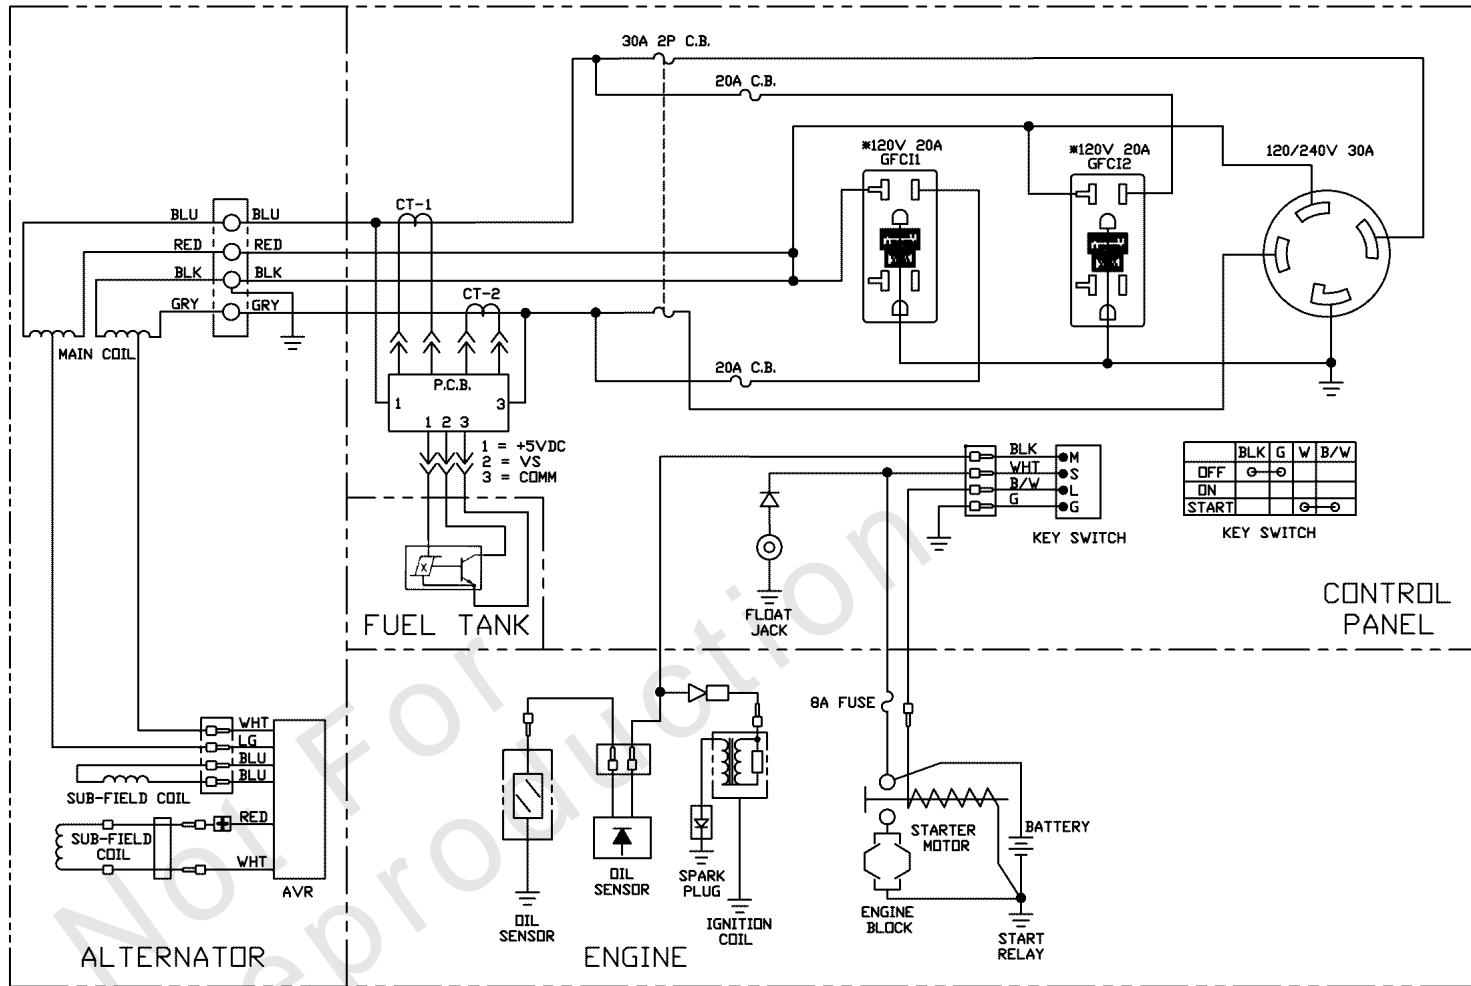 30A 2P C.B.
20A C.B.
*120V 20A
GFCI1
*120V 20A
GFCI2
120/240V 30A
CT-1
BLU BLU
RED RED
BLK BLK
GRY GRY
CT-2
MAIN COIL
P.C.B.
1 3
1 2 3
20A C.B.
1 = +5VDC
2 = VS
3 = COMM
BLK M
WHT S
B/W L
G G
KEY SWITCH
BLK G W B/W
OFF
ON
START
KEY SWITCH
X
FUEL TANK
FLOAT
JACK
CONTROL
PANEL
8A FUSE
WHT
LG
BLU
BLU
SUB-FIELD COIL
RED
SUB-FIELD
COIL
WHT
AVR
OIL
SENSOR
OIL
SENSOR
SPARK
PLUG
IGNITION
COIL
STARTER
MOTOR
BATTERY
ENGINE
BLOCK
START
RELAY
ALTERNATOR
ENGINE
Not For
Reproduction